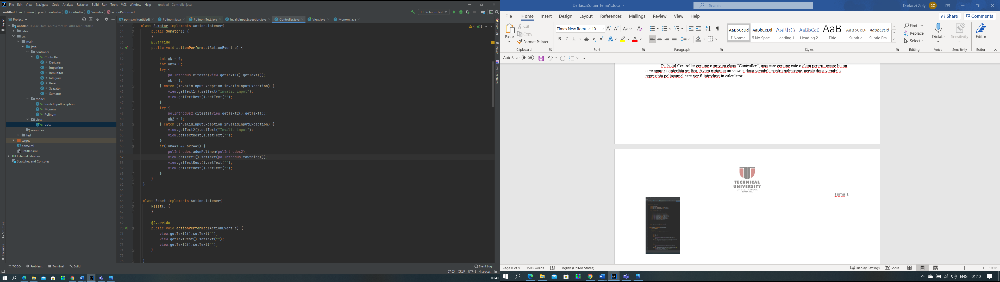 File Edit View Navigate Code Analyze Refactor Build Run Tools VCS Window Help untitled - Controller.java
untitled src main java controller Controller Sumator actionPerformed
PolinomTest
Project
pom.xml (untitled) Polinom.java PolinomTest.java InvalidInputException.java Controller.java View.java Monom.java
untitled D:\Facultate-An2\Sem2\TP LAB\LAB2\untitled
.idea
src
main
java
controller
Controller
Derivare
Impartitor
Inmultitor
Integrare
Reset
Scazator
Sumator
model
InvalidInputException
Monom
Polinom
view
View
resources
test
target
pom.xml
untitled.iml
External Libraries
Scratches and Consoles
Project
Structure
Favorites
4 8
33 class Sumator implements ActionListener{
34 public Sumator() {
35 }
36 @Override
37 public void actionPerformed(ActionEvent e) {
38
39 int ok = 0;
40 int ok2= 0;
41 try {
42 polIntrodus.citeste(view.getText1().getText());
43 ok = 1;
44 } catch (InvalidInputException invalidInputException) {
45 view.getText1().setText("Invalid input");
46 view.getTextRest().setText("");
47 }
48 try {
49 polIntrodus2.citeste(view.getText2().getText());
50 ok2 = 1;
51 } catch (InvalidInputException invalidInputException) {
52 view.getText2().setText("Invalid input");
53 view.getTextRest().setText("");
54 }
55 if( ok==1 && ok2==1) {
56 polIntrodus.adunPolinom(polIntrodus2);
57 view.getText1().setText(polIntrodus.toString());
58 view.getTextRest().setText("");
59 view.getTextRest().setText("");
60 }
61 }
62 }
63
64
65 class Reset implements ActionListener{
66 Reset() {
67 }
68
69 @Override
70 public void actionPerformed(ActionEvent e) {
71 view.getText1().setText("");
72 view.getTextRest().setText("");
73 view.getText2().setText("");
74 }
75
76 }
PlantUML
Maven
UML Generator
TODO Problems Terminal Build Event Log
57:65 CRLF UTF-8 4 spaces
01:40
DarlacziZoltan_Tema1.docx Search Darlaczi Zoly DZ
File Home Insert Design Layout References Mailings Review View Help Share Comments
Paste Cut
Copy
Format Painter
Clipboard
Times New Roma 10
Font
Paragraph
AaBbCcDd AaBbCcDd AaBbCc AaBbCcD AaB AaBbCcD AaBbCcDd
¶ Normal ¶ No Spac... Heading 1 Heading 2 Title Subtitle Subtle Em...
Styles
Find
Replace
Select
Editing
Dictate
Voice
Sensitivity
Sensitivity
Editor
Editor
AutoSave Off
Pachetul Controller contine o singura clasa “Controller”, insa care contine cate o clasa pentru fiecare buton
care apare pe interfata grafica. Avem instantie un view si doua variabile pentru polinoame, aceste doua variabile
reprezinta polinoamel care vor fi introduse in calculator.
TECHNICAL
UNIVERSITY
OF CLUJ-NAPOCA
ROMANIA
Tema 1
Page 8 of 9 1508 words English (United States) Display Settings Focus 100%
ENG 01:40